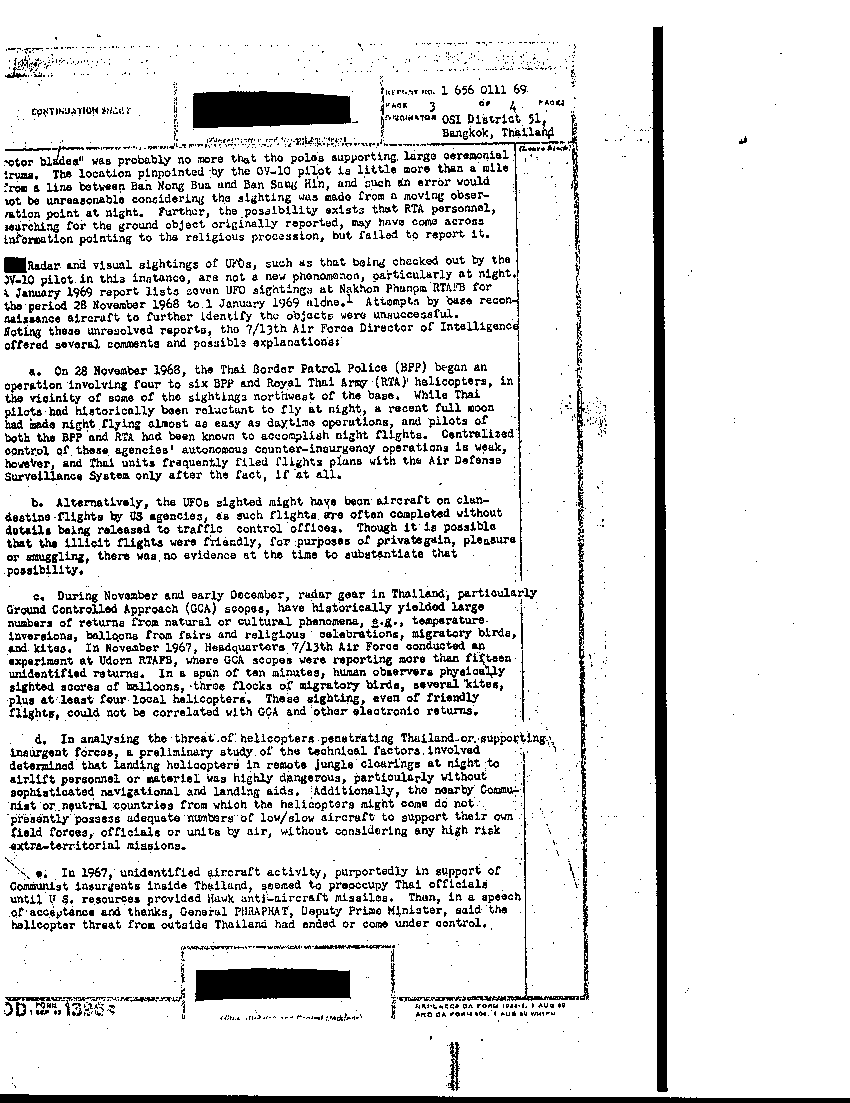 CONTINUATION SHEET
REPORT NO. 1 656 0111 69
PAGE 3 OF 4 PAGES
ORIGINATOR OSI District 51,
Bangkok, Thailand
rotor blades" was probably no more that tho poles supporting large ceremonial
drums. The location pinpointed by the OV-10 pilot is little more than a mile
from a line between Ban Nong Bua and Ban Sang Hin, and such an error would
not be unreasonable considering the sighting was made from a moving obser-
vation point at night. Further, the possibility exists that RTA personnel,
searching for the ground object originally reported, may have come across
information pointing to the religious procession, but failed to report it.
Radar and visual sightings of UFOs, such as that being checked out by the
OV-10 pilot in this instance, are not a new phenomenon, particularly at night.
A January 1969 report lists seven UFO sightings at Nakhon Phanom RTAFB for
the period 28 November 1968 to 1 January 1969 alone.1 Attempts by base recon-
naissance aircraft to further identify the objects were unsuccessful.
Noting these unresolved reports, the 7/13th Air Force Director of Intelligence
offered several comments and possible explanations:
a. On 28 November 1968, the Thai Border Patrol Police (BPP) began an
operation involving four to six BPP and Royal Thai Army (RTA) helicopters, in
the vicinity of some of the sightings northwest of the base. While Thai
pilots had historically been reluctant to fly at night, a recent full moon
had made night flying almost as easy as daytime operations, and pilots of
both the BPP and RTA had been known to accomplish night flights. Centralized
control of these agencies' autonomous counter-insurgency operations is weak,
however, and Thai units frequently filed flights plans with the Air Defense
Surveillance System only after the fact, if at all.
b. Alternatively, the UFOs sighted might have been aircraft on clan-
destine flights by US agencies, as such flights are often completed without
details being released to traffic control offices. Though it is possible
that the illicit flights were friendly, for purposes of privategain, pleasure
or smuggling, there was no evidence at the time to substantiate that
possibility.
c. During November and early December, radar gear in Thailand, particularly
Ground Controlled Approach (GCA) scopes, have historically yielded large
numbers of returns from natural or cultural phenomena, e.g., temperature
inversions, balloons from fairs and religious celebrations, migratory birds,
and kites. In November 1967, Headquarters 7/13th Air Force conducted an
experiment at Udorn RTAFB, where GCA scopes were reporting more than fifteen
unidentified returns. In a span of ten minutes, human observers physically
sighted scores of balloons, three flocks of migratory birds, several kites,
plus at least four local helicopters. These sighting, even of friendly
flights, could not be correlated with GCA and other electronic returns.
d. In analysing the threat of helicopters penetrating Thailand or supporting
insurgent forces, a preliminary study of the technical factors involved
determined that landing helicopters in remote jungle clearings at night to
airlift personnel or materiel was highly dangerous, particularly without
sophisticated navigational and landing aids. Additionally, the nearby Commu-
nist or neutral countries from which the helicopters might come do not
presently possess adequate numbers of low/slow aircraft to support their own
field forces, officials or units by air, without considering any high risk
extra-territorial missions.
e. In 1967, unidentified aircraft activity, purportedly in support of
Communist insurgents inside Thailand, seemed to preoccupy Thai officials
until U S. resources provided Hawk anti-aircraft missiles. Then, in a speech
of acceptance and thanks, General PHRAPHAT, Deputy Prime Minister, said the
helicopter threat from outside Thailand had ended or come under control.
DD FORM 1396
REPLACES DA FORM
AND DA FORM